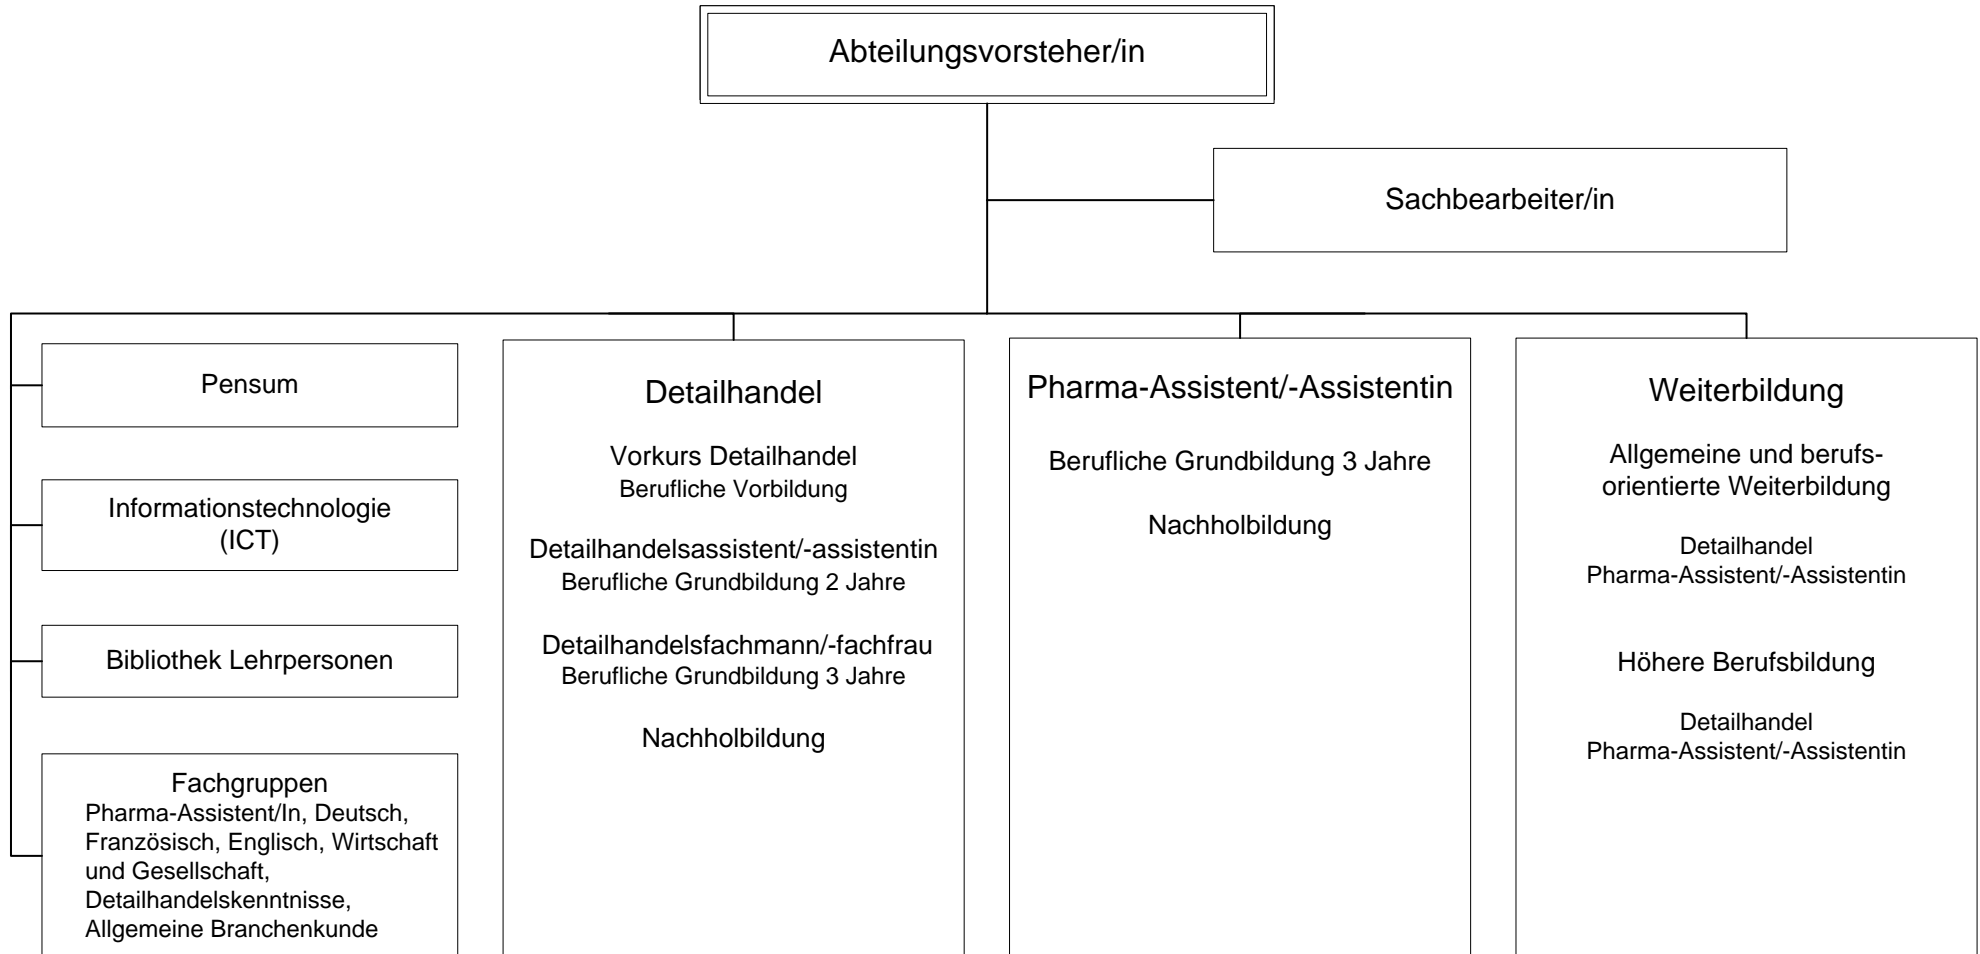 Abteilungsvorsteher/in
Sachbearbeiter/in
Pensum
Informationstechnologie
(ICT)
Bibliothek Lehrpersonen
Fachgruppen
Pharma-Assistent/In, Deutsch,
Französisch, Englisch, Wirtschaft
und Gesellschaft,
Detailhandelskenntnisse,
Allgemeine Branchenkunde
Detailhandel
Vorkurs Detailhandel
Berufliche Vorbildung
Detailhandelsassistent/-assistentin
Berufliche Grundbildung 2 Jahre
Detailhandelsfachmann/-fachfrau
Berufliche Grundbildung 3 Jahre
Nachholbildung
Pharma-Assistent/-Assistentin
Berufliche Grundbildung 3 Jahre
Nachholbildung
Weiterbildung
Allgemeine und berufs-
orientierte Weiterbildung
Detailhandel
Pharma-Assistent/-Assistentin
Höhere Berufsbildung
Detailhandel
Pharma-Assistent/-Assistentin